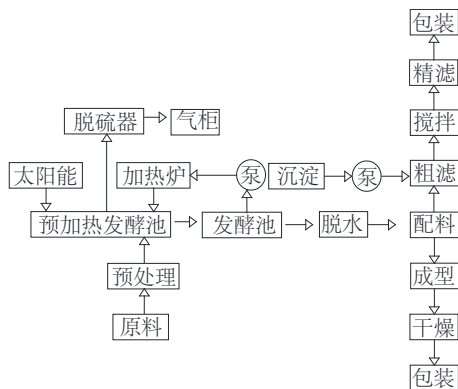 包装
精滤
搅拌
脱硫器
气柜
太阳能
加热炉
泵
沉淀
泵
粗滤
预加热发酵池
发酵池
脱水
配料
预处理
成型
原料
干燥
包装